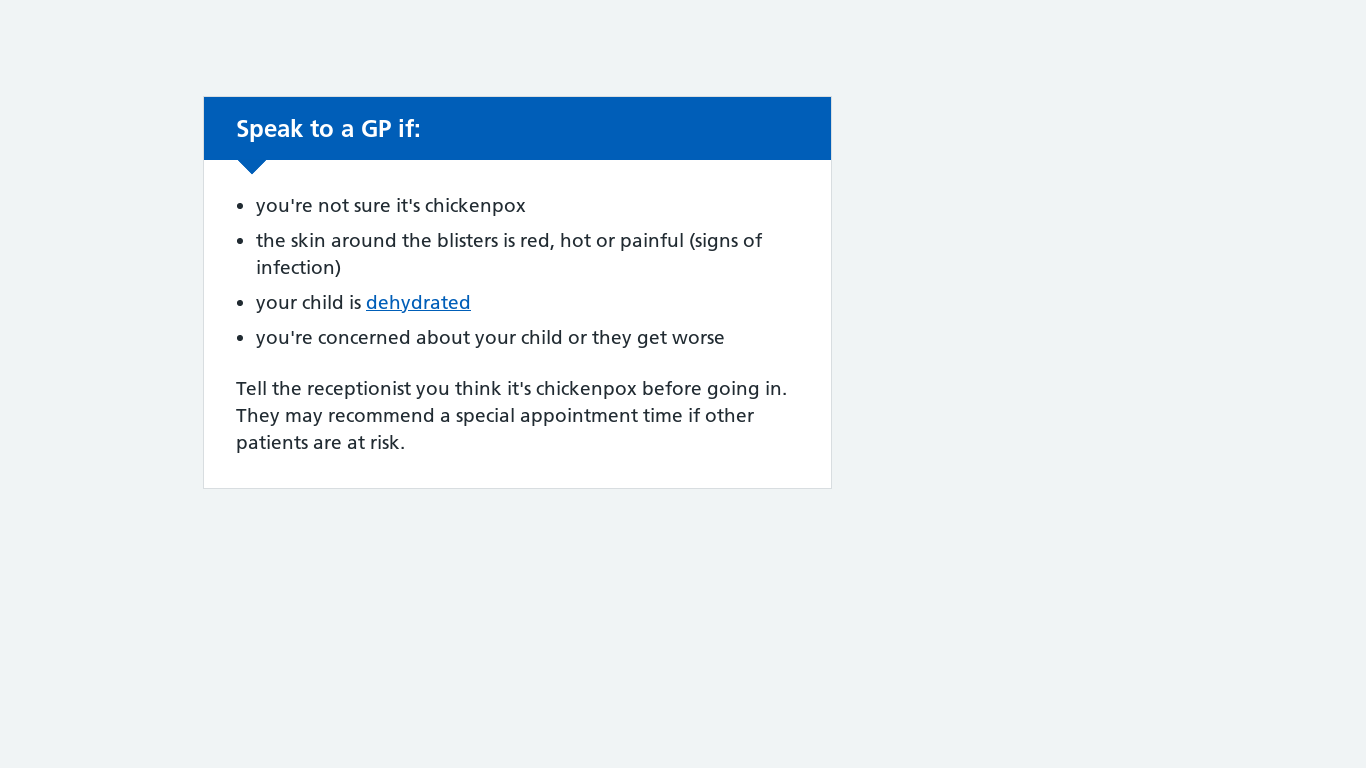 Speak to a GP if:
you're not sure it's chickenpox
the skin around the blisters is red, hot or painful (signs of
infection)
your child is dehydrated
you're concerned about your child or they get worse
Tell the receptionist you think it's chickenpox before going in.
They may recommend a special appointment time if other
patients are at risk.